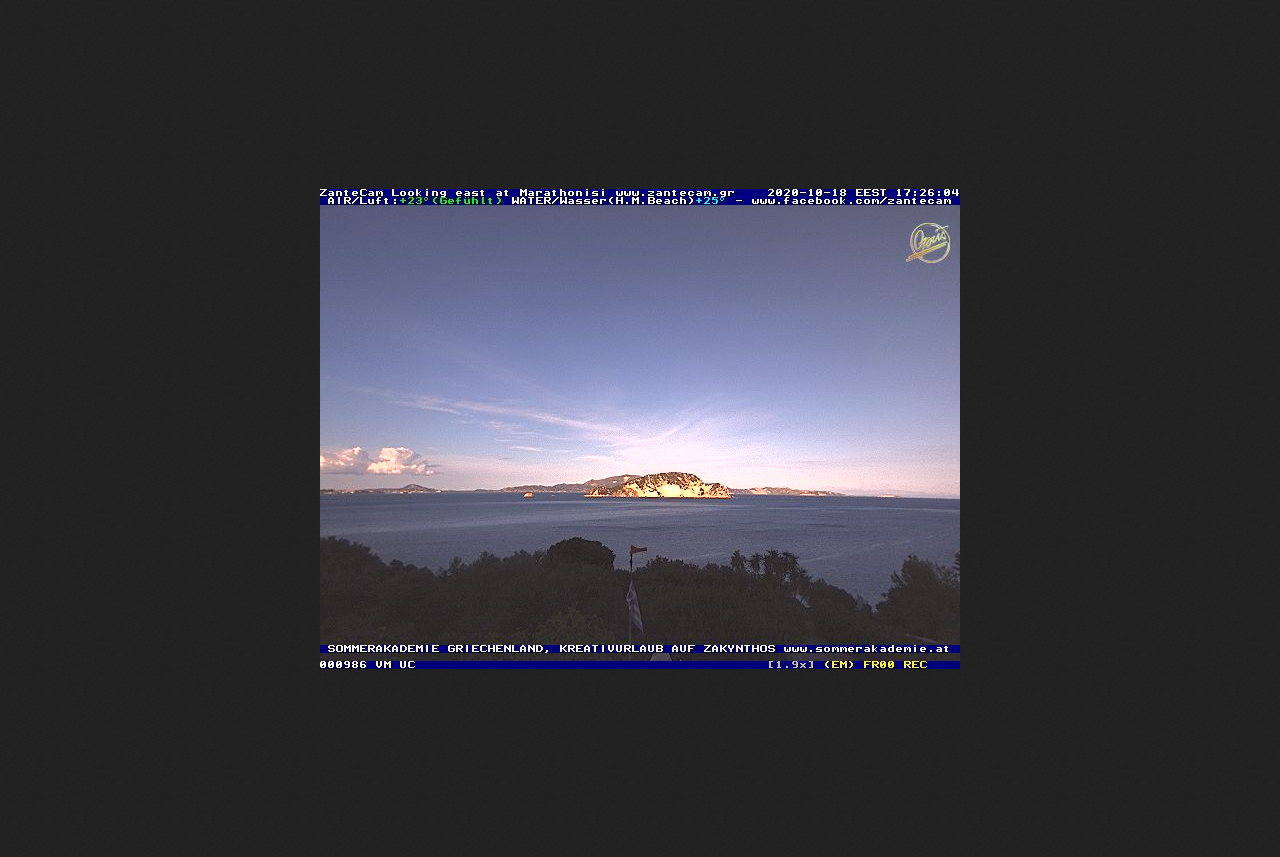 ZanteCam Looking east at Marathonisi www.zantecam.gr 2020-10-18 EEST 17:26:04
AIR/Luft:+23°(Gefühlt) WATER/Wasser(H.M.Beach)+25° - www.facebook.com/zantecam
Opus
SOMMERAKADEMIE GRIECHENLAND, KREATIVURLAUB AUF ZAKYNTHOS www.sommerakademie.at
000986 VM UC [1.9x] (EM) FR00 REC